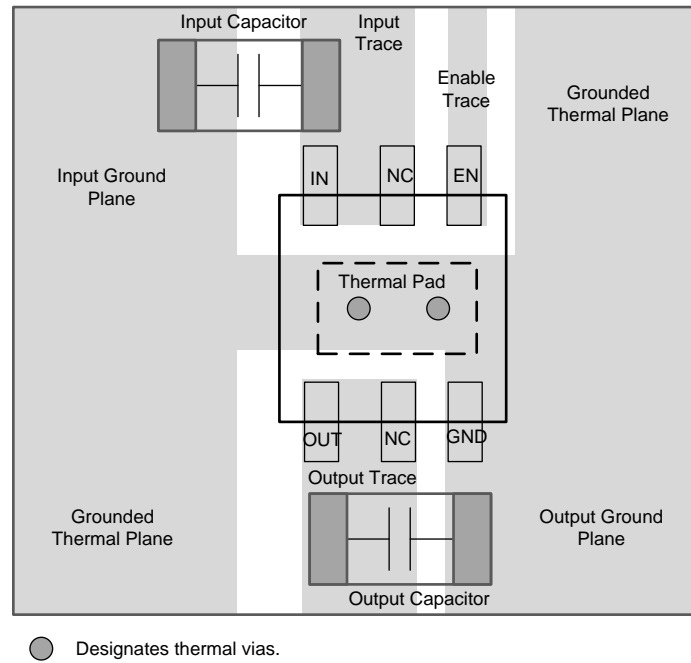 Input Capacitor
Input
Trace
Enable
Trace
Grounded
Thermal Plane
Input Ground
Plane
IN
NC
EN
Thermal Pad
OUT
NC
GND
Output Trace
Grounded
Thermal Plane
Output Ground
Plane
Output Capacitor
Designates thermal vias.